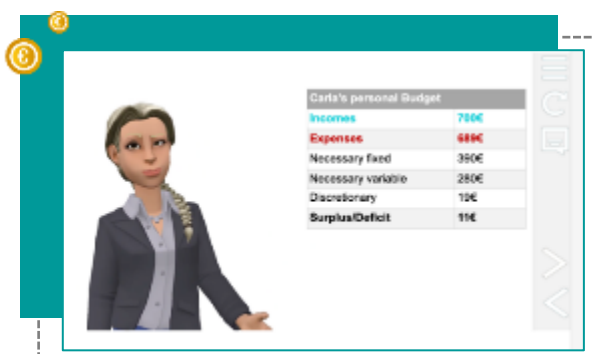 Carla's personal Budget
Incomes 700€
Expenses 689€
Necessary fixed 390€
Necessary variable 280€
Discretionary 19€
Surplus/Deficit 11€